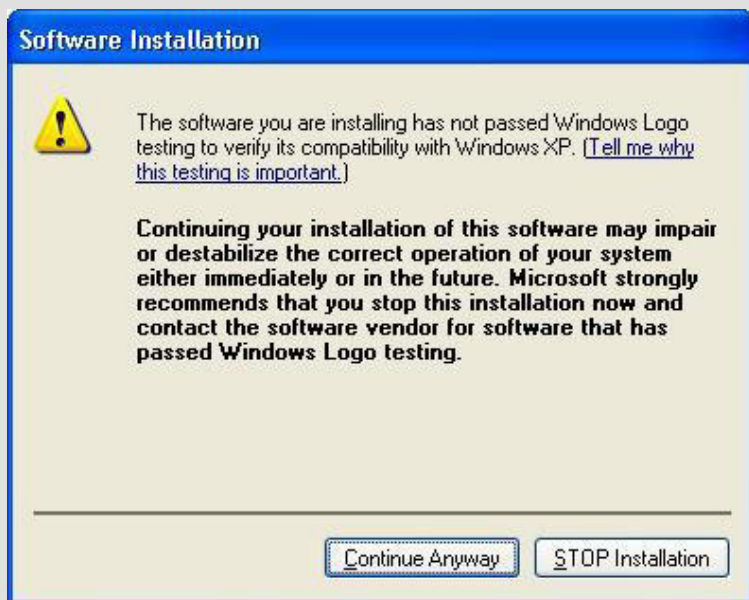 Software Installation
The software you are installing has not passed Windows Logo
testing to verify its compatibility with Windows XP. (Tell me why
this testing is important.)
Continuing your installation of this software may impair
or destabilize the correct operation of your system
either immediately or in the future. Microsoft strongly
recommends that you stop this installation now and
contact the software vendor for software that has
passed Windows Logo testing.
Continue Anyway
STOP Installation